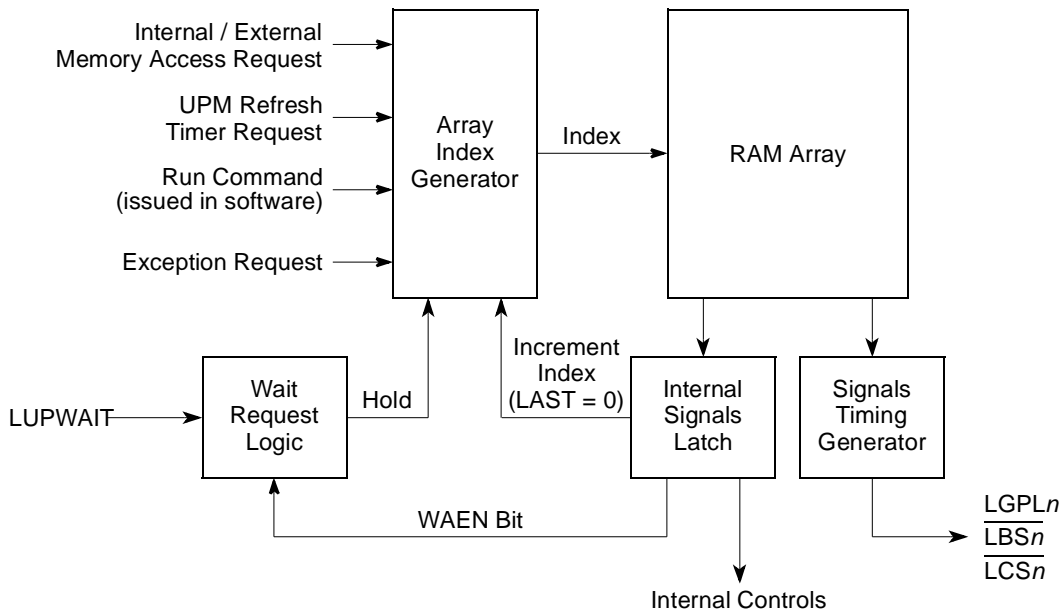 Internal / External
Memory Access Request
UPM Refresh
Timer Request
Run Command
(issued in software)
Exception Request
Array
Index
Generator
Index
RAM Array
LUPWAIT
Wait
Request
Logic
Hold
Increment
Index
(LAST = 0)
Internal
Signals
Latch
Signals
Timing
Generator
WAEN Bit
Internal Controls
LGPLn
LBSn
LCSn